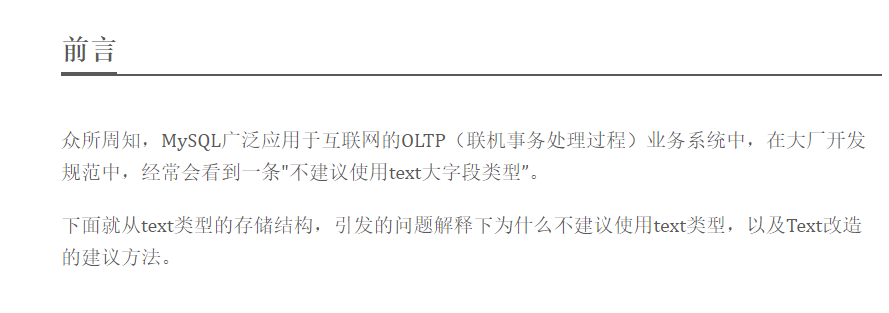 前言
众所周知，MySQL广泛应用于互联网的OLTP（联机事务处理过程）业务系统中，在大厂开发
规范中，经常会看到一条"不建议使用text大字段类型”。
下面就从text类型的存储结构，引发的问题解释下为什么不建议使用text类型，以及Text改造
的建议方法。